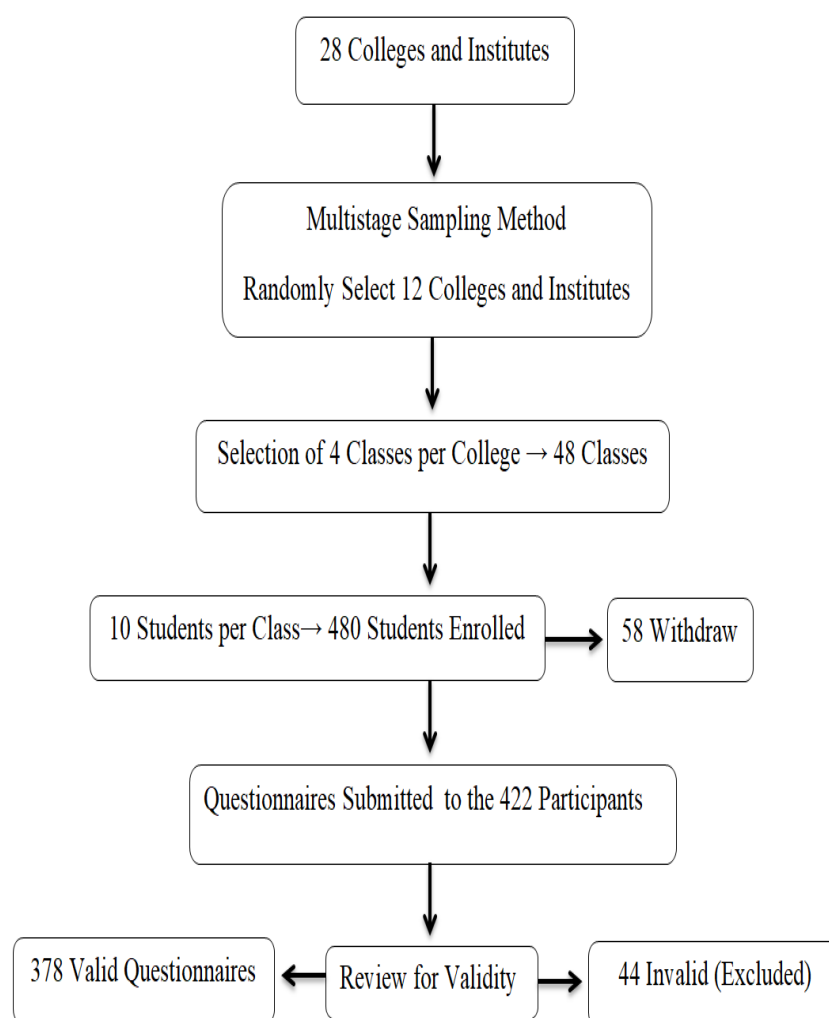 28 Colleges and Institutes
Multistage Sampling Method
Randomly Select 12 Colleges and Institutes
Selection of 4 Classes per College → 48 Classes
10 Students per Class→ 480 Students Enrolled
58 Withdraw
Questionnaires Submitted to the 422 Participants
378 Valid Questionnaires
Review for Validity
44 Invalid (Excluded)